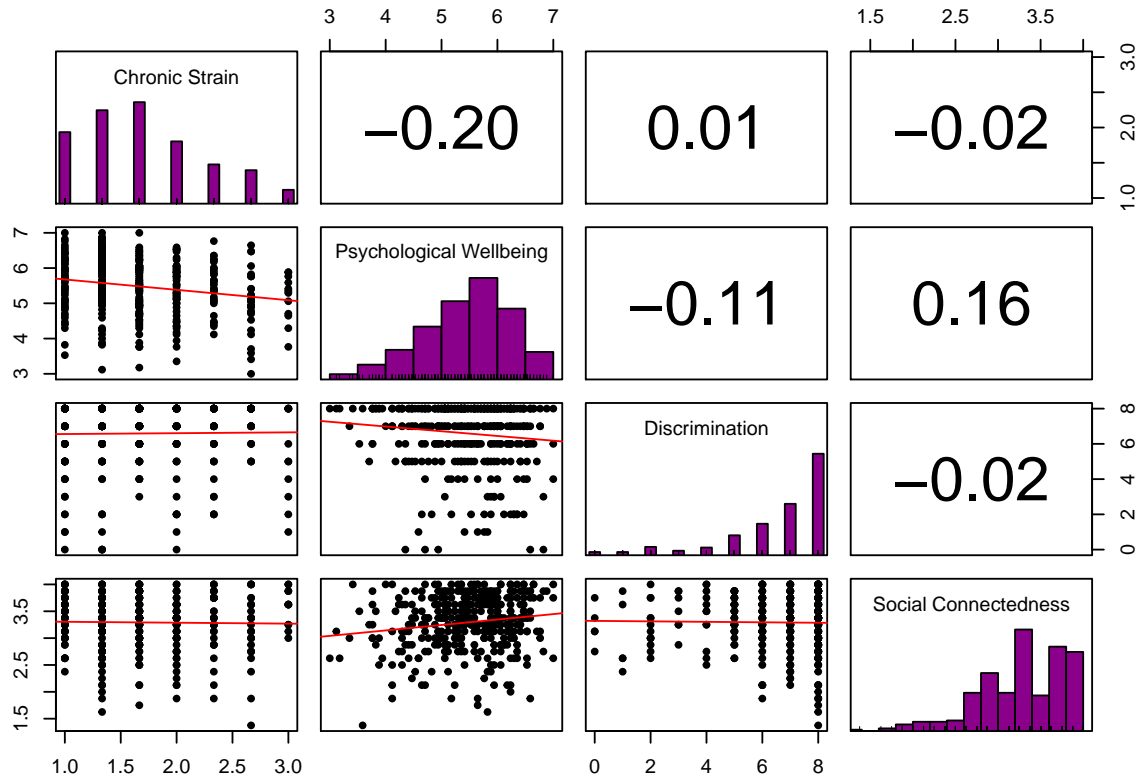 3 4 5 6 7
1.5 2.5 3.5
Chronic Strain
−0.20
0.01
−0.02
1.0 2.0 3.0
3 4 5 6 7
Psychological Wellbeing
−0.11
0.16
Discrimination
−0.02
0 2 4 6 8
1.5 2.5 3.5
Social Connectedness
1.0 1.5 2.0 2.5 3.0
0 2 4 6 8